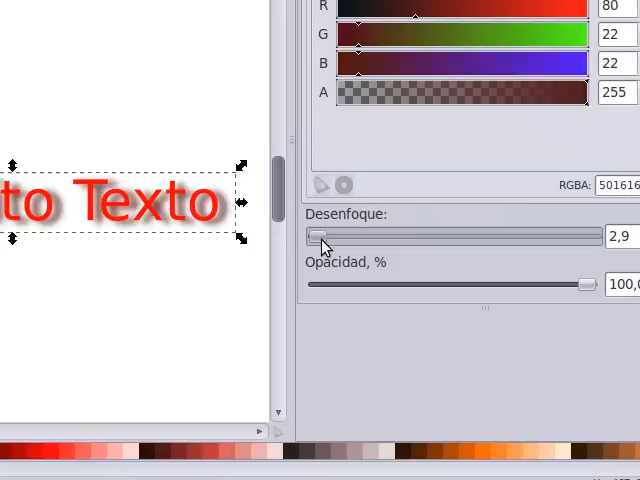 R 80
G 22
B 22
A 255
RGBA: 501616
to Texto
Desenfoque:
2,9
Opacidad, %
100,0